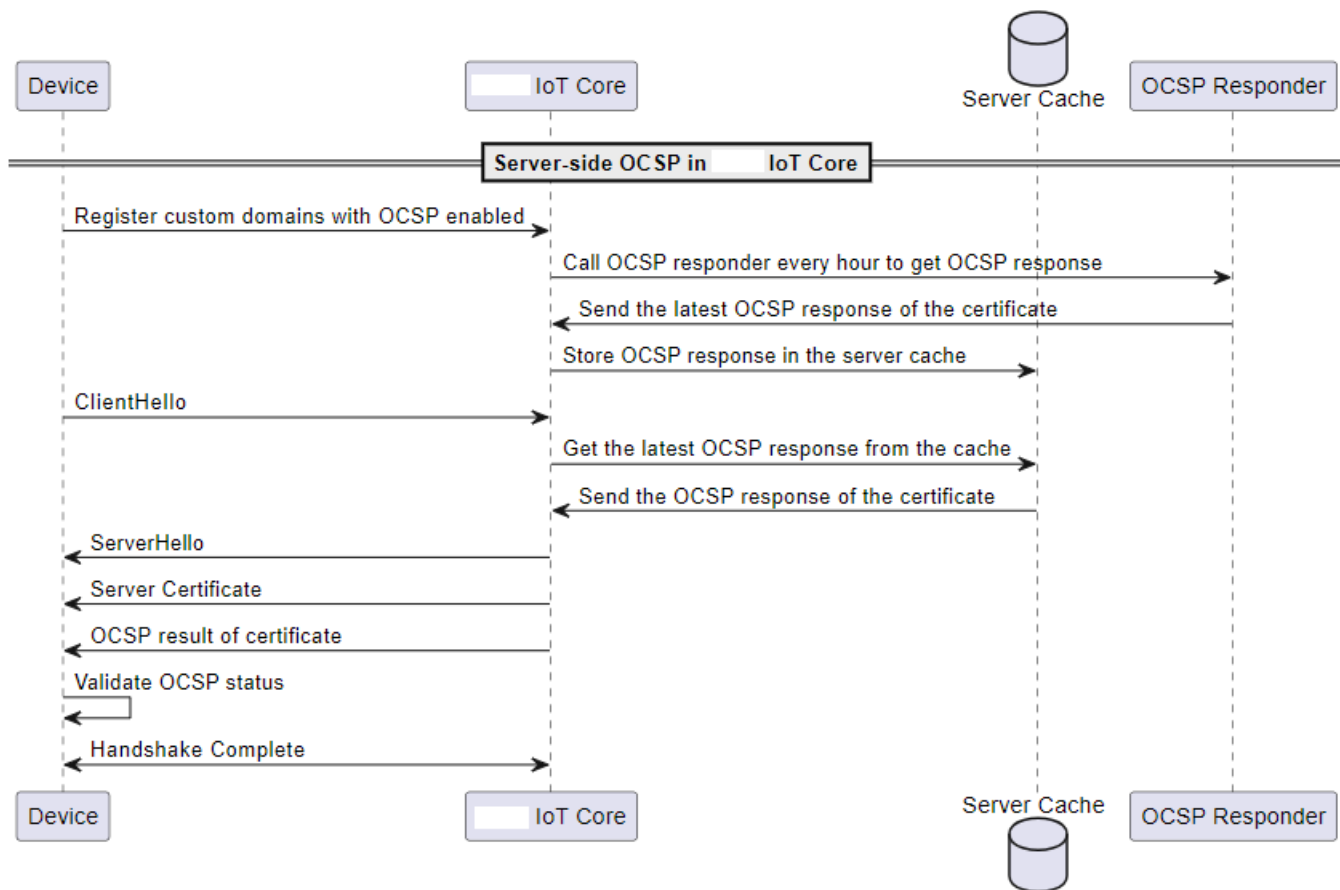 Device
IoT Core
Server Cache
OCSP Responder
Server-side OCSP in IoT Core
Register custom domains with OCSP enabled
Call OCSP responder every hour to get OCSP response
Send the latest OCSP response of the certificate
Store OCSP response in the server cache
ClientHello
Get the latest OCSP response from the cache
Send the OCSP response of the certificate
ServerHello
Server Certificate
OCSP result of certificate
Validate OCSP status
Handshake Complete
Device
IoT Core
Server Cache
OCSP Responder